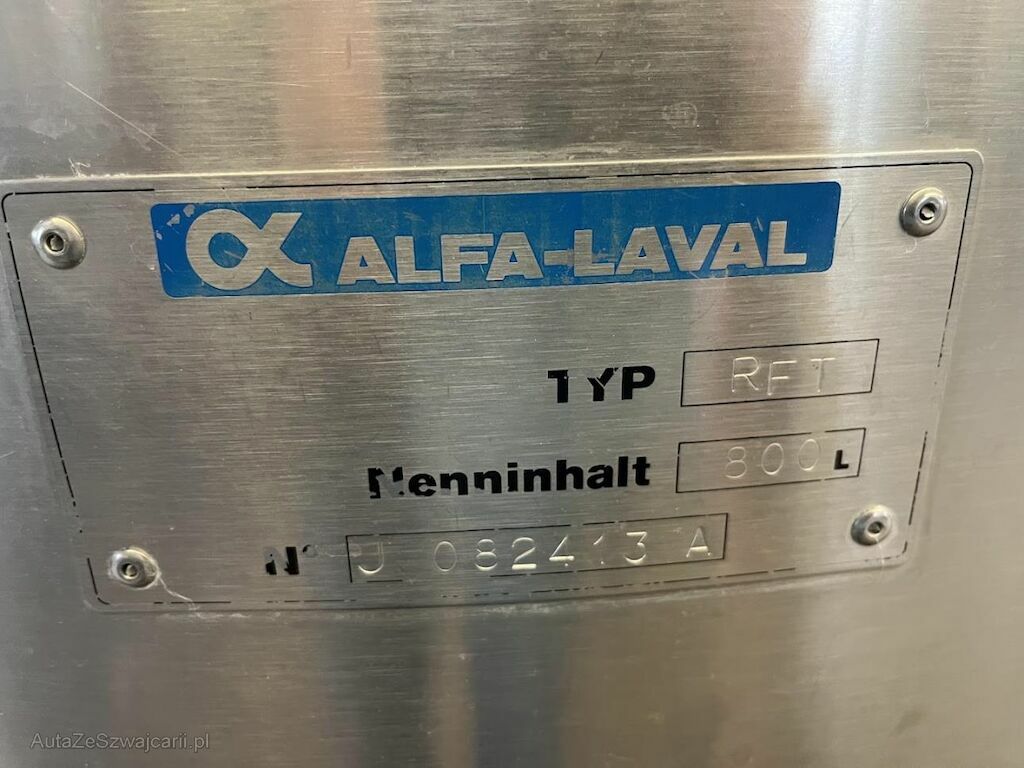 ALFA-LAVAL
TYP RFT
Nenninhalt 800 L
N° J 082413 A
AutaZeSzwajcarii.pl